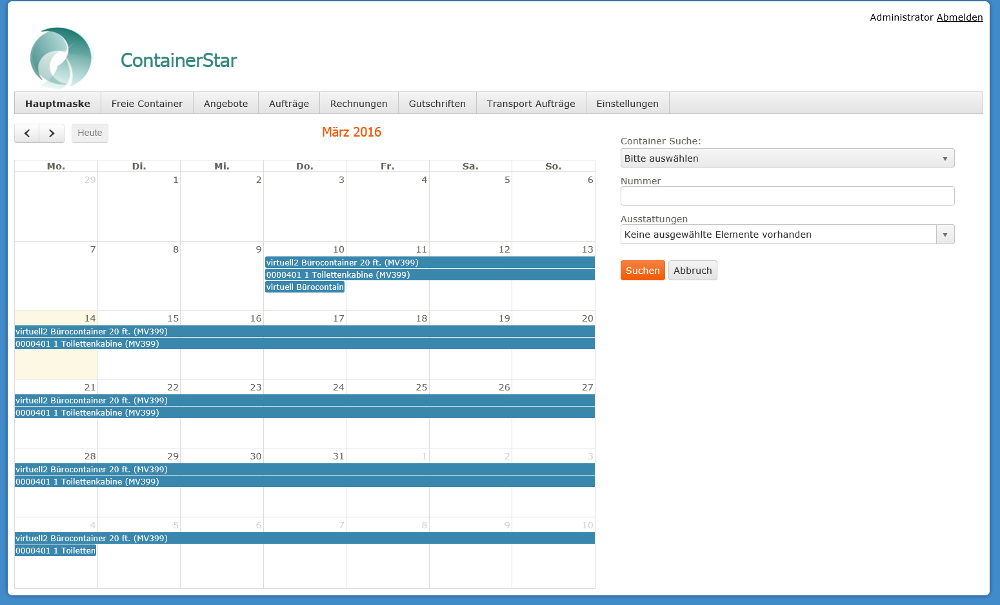 Administrator Abmelden
ContainerStar
Hauptmaske Freie Container Angebote Aufträge Rechnungen Gutschriften Transport Aufträge Einstellungen
Heute März 2016
Mo. Di. Mi. Do. Fr. Sa. So.
29 1 2 3 4 5 6
7 8 9 10 11 12 13
virtuell2 Bürocontainer 20 ft. (MV399)
0000401 1 Toilettenkabine (MV399)
virtuell Bürocontain
14 15 16 17 18 19 20
virtuell2 Bürocontainer 20 ft. (MV399)
0000401 1 Toilettenkabine (MV399)
21 22 23 24 25 26 27
virtuell2 Bürocontainer 20 ft. (MV399)
0000401 1 Toilettenkabine (MV399)
28 29 30 31 1 2 3
virtuell2 Bürocontainer 20 ft. (MV399)
0000401 1 Toilettenkabine (MV399)
4 5 6 7 8 9 10
virtuell2 Bürocontainer 20 ft. (MV399)
0000401 1 Toiletten
Container Suche:
Bitte auswählen
Nummer
Ausstattungen
Keine ausgewählte Elemente vorhanden
Suchen Abbruch